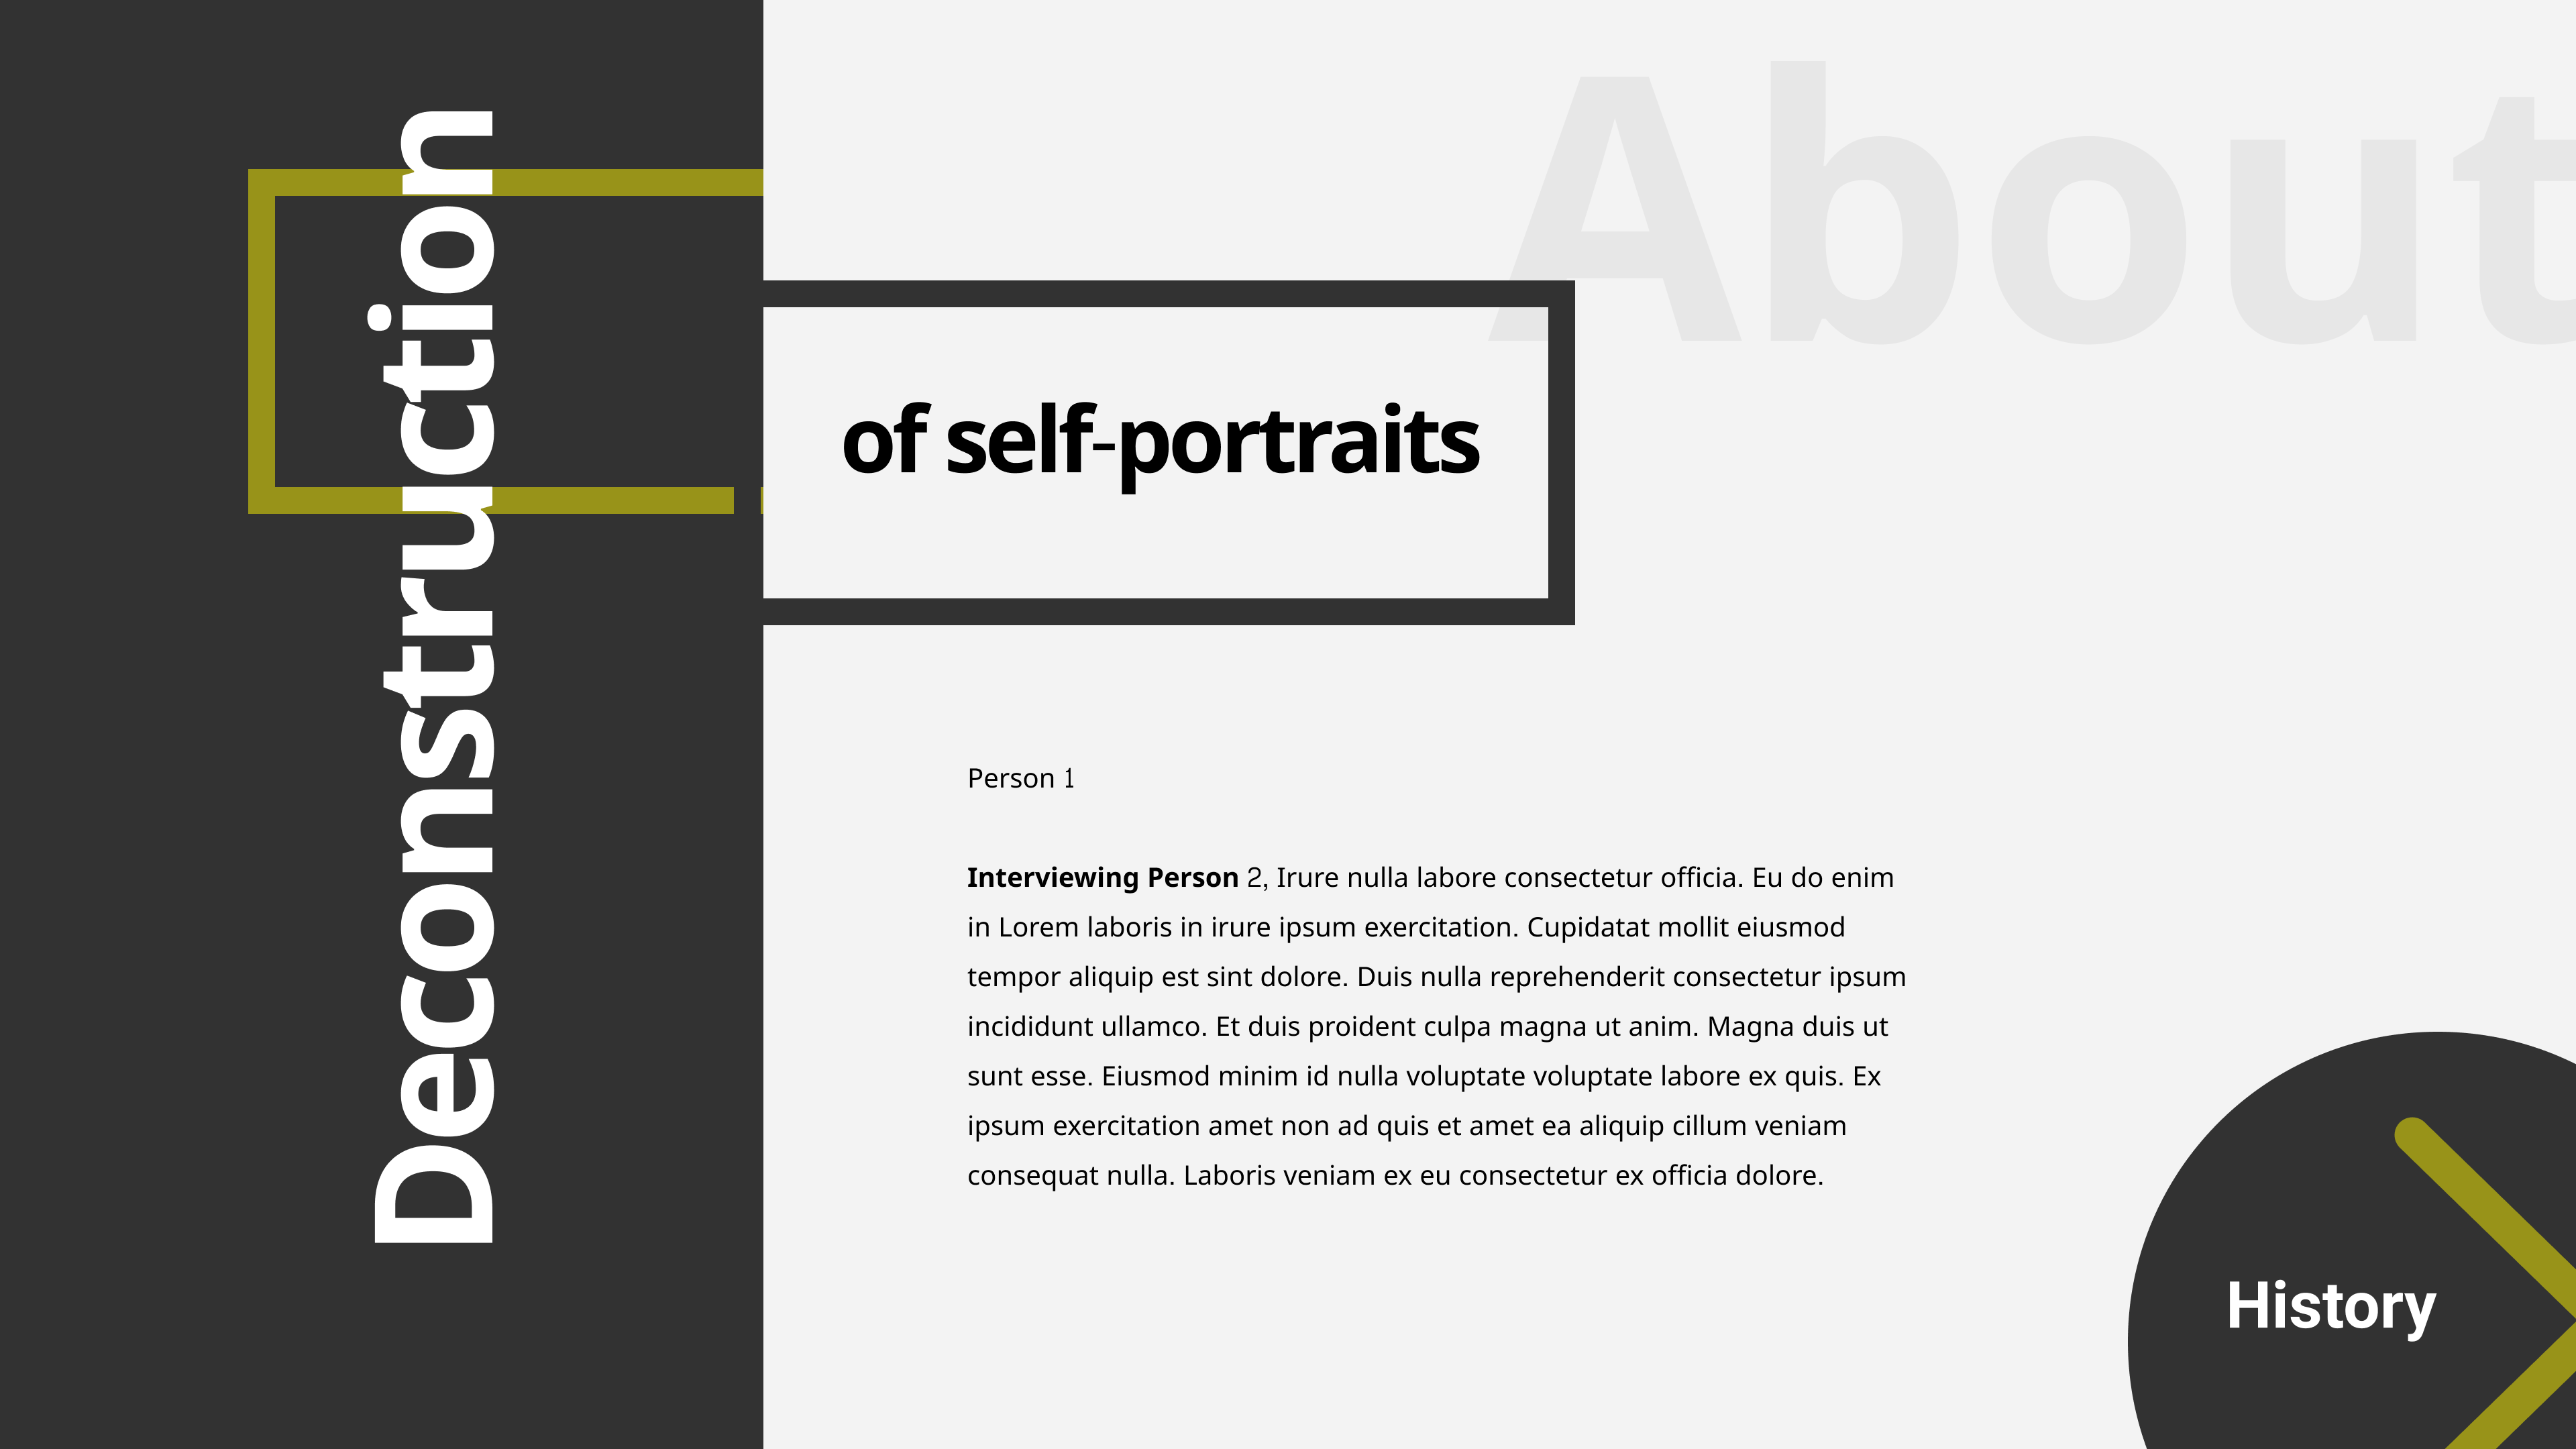 Deconstruction
About
of self-portraits
Person 1
Interviewing Person 2, Irure nulla labore consectetur officia. Eu do enim
in Lorem laboris in irure ipsum exercitation. Cupidatat mollit eiusmod
tempor aliquip est sint dolore. Duis nulla reprehenderit consectetur ipsum
incididunt ullamco. Et duis proident culpa magna ut anim. Magna duis ut
sunt esse. Eiusmod minim id nulla voluptate voluptate labore ex quis. Ex
ipsum exercitation amet non ad quis et amet ea aliquip cillum veniam
consequat nulla. Laboris veniam ex eu consectetur ex officia dolore.
History